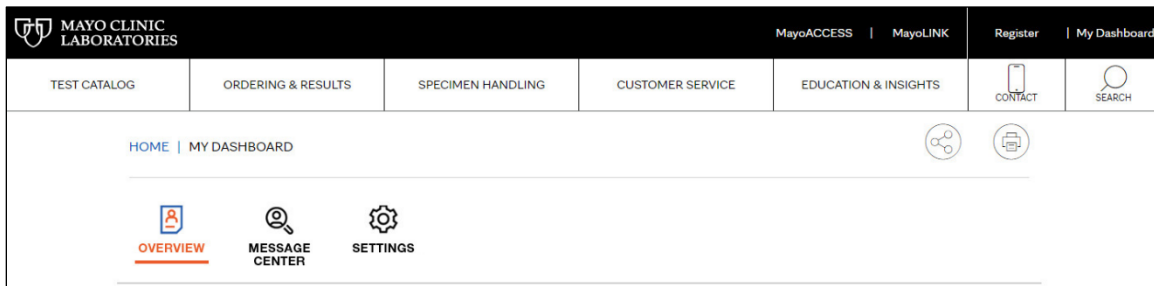 MAYO CLINIC
LABORATORIES
MayoACCESS | MayoLINK Register | My Dashboard
TEST CATALOG ORDERING & RESULTS SPECIMEN HANDLING CUSTOMER SERVICE EDUCATION & INSIGHTS CONTACT SEARCH
HOME | MY DASHBOARD
OVERVIEW MESSAGE CENTER SETTINGS